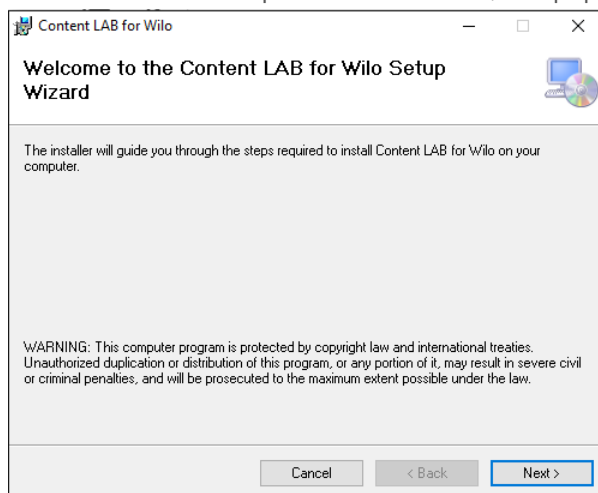 Content LAB for Wilo
Welcome to the Content LAB for Wilo Setup
Wizard
The installer will guide you through the steps required to install Content LAB for Wilo on your
computer.
WARNING: This computer program is protected by copyright law and international treaties.
Unauthorized duplication or distribution of this program, or any portion of it, may result in severe civil
or criminal penalties, and will be prosecuted to the maximum extent possible under the law.
Cancel
< Back
Next >